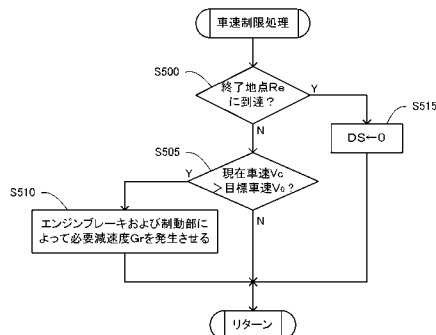 車速制限処理
S500
終了地点Re
に到達？
Y
S515
N
DS←0
S505
現在車速Vc
＞目標車速V₀？
Y
S510
N
エンジンブレーキおよび制動部に
よって必要減速度Grを発生させる
リターン